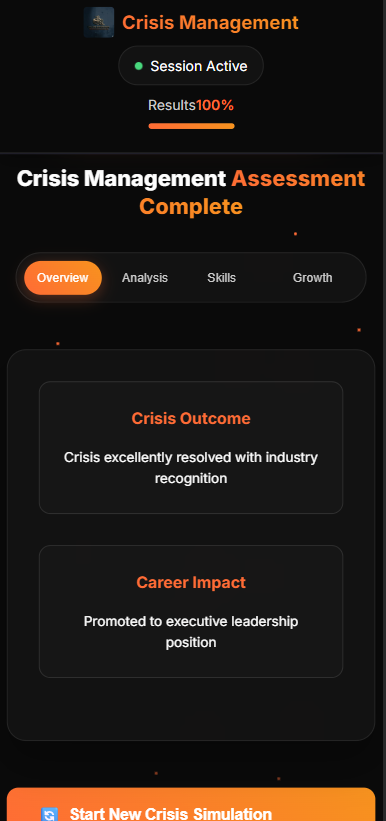 Crisis Management
Session Active
Results100%
Crisis Management Assessment
Complete
Overview Analysis Skills Growth
Crisis Outcome
Crisis excellently resolved with industry
recognition
Career Impact
Promoted to executive leadership
position
Start New Crisis Simulation